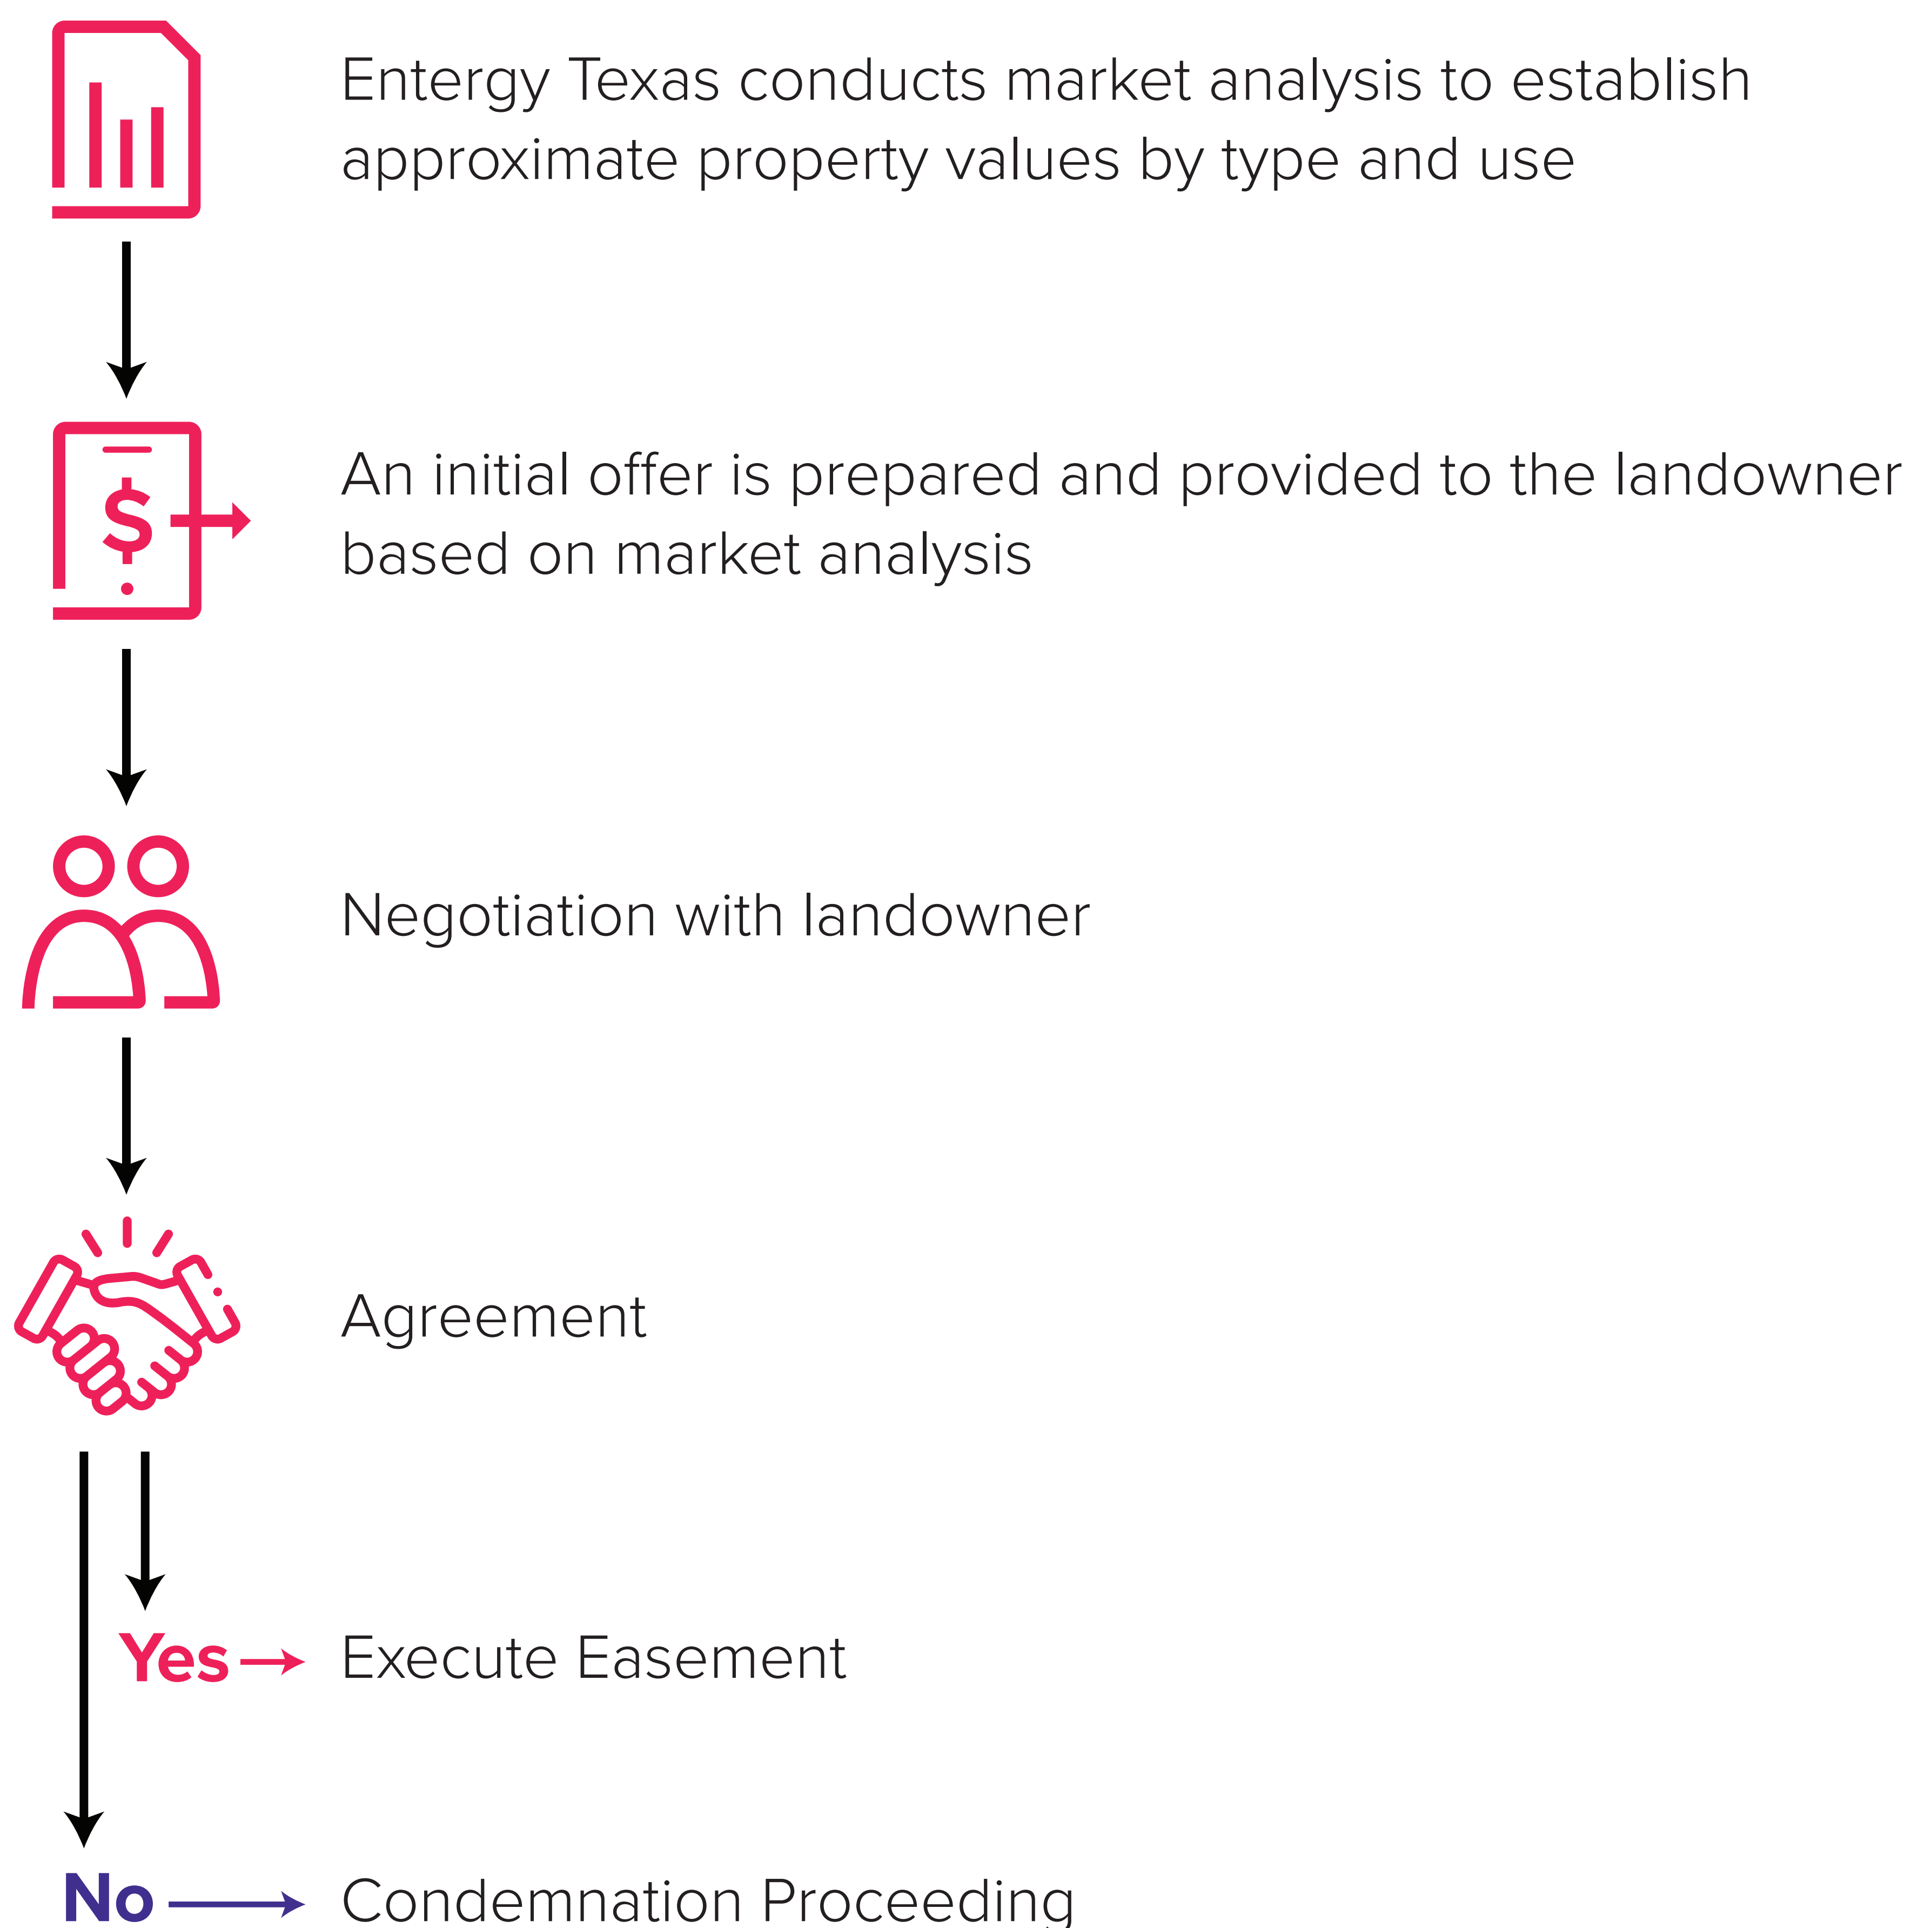 Entergy Texas conducts market analysis to establish
approximate property values by type and use
$
An initial offer is prepared and provided to the landowner
based on market analysis
Negotiation with landowner
Agreement
Yes
Execute Easement
No
Condemnation Proceeding